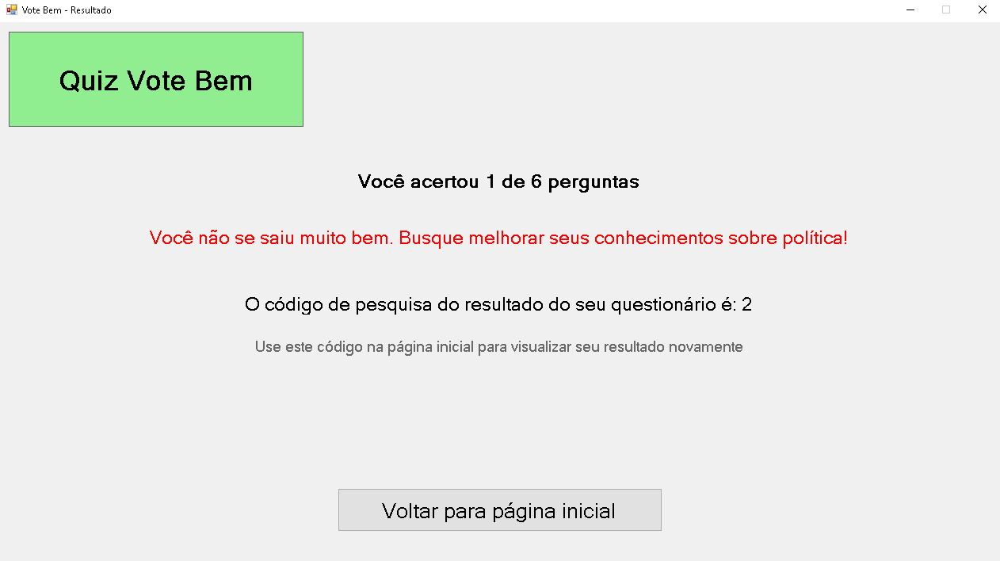 Vote Bem - Resultado
Quiz Vote Bem
Você acertou 1 de 6 perguntas
Você não se saiu muito bem. Busque melhorar seus conhecimentos sobre política!
O código de pesquisa do resultado do seu questionário é: 2
Use este código na página inicial para visualizar seu resultado novamente
Voltar para página inicial